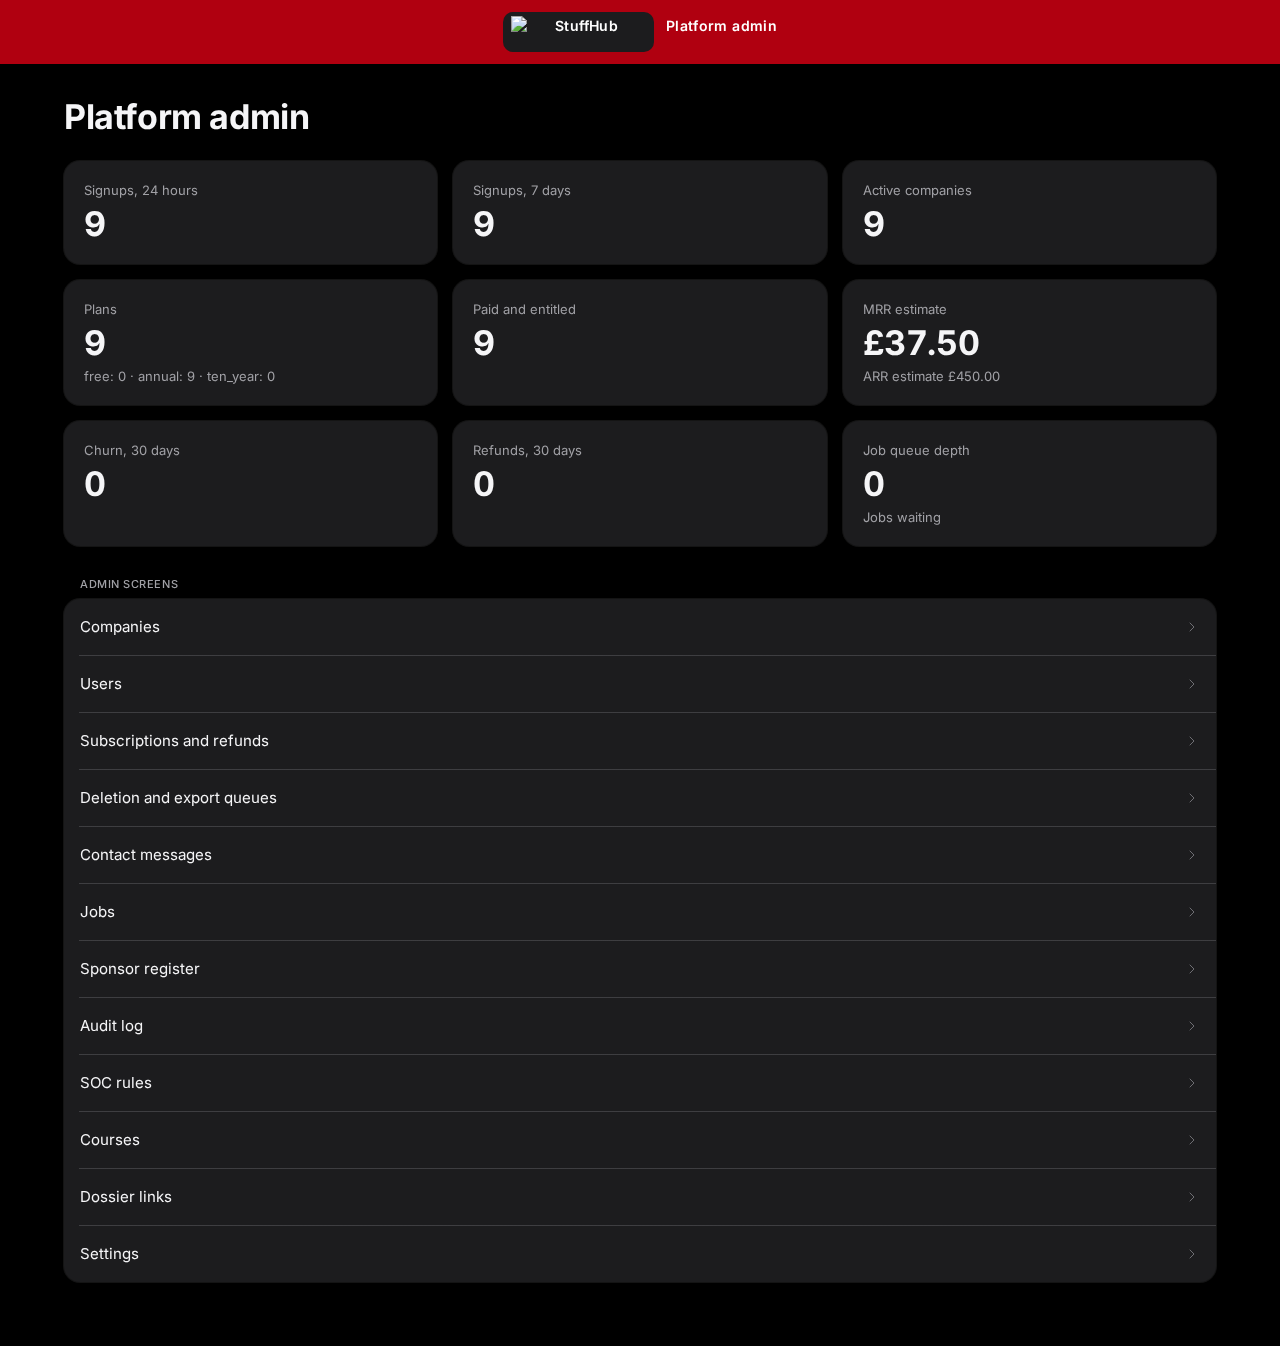 StuffHub Platform admin
Platform admin
Signups, 24 hours
9
Signups, 7 days
9
Active companies
9
Plans
9
free: 0 · annual: 9 · ten_year: 0
Paid and entitled
9
MRR estimate
£37.50
ARR estimate £450.00
Churn, 30 days
0
Refunds, 30 days
0
Job queue depth
0
Jobs waiting
ADMIN SCREENS
Companies
Users
Subscriptions and refunds
Deletion and export queues
Contact messages
Jobs
Sponsor register
Audit log
SOC rules
Courses
Dossier links
Settings